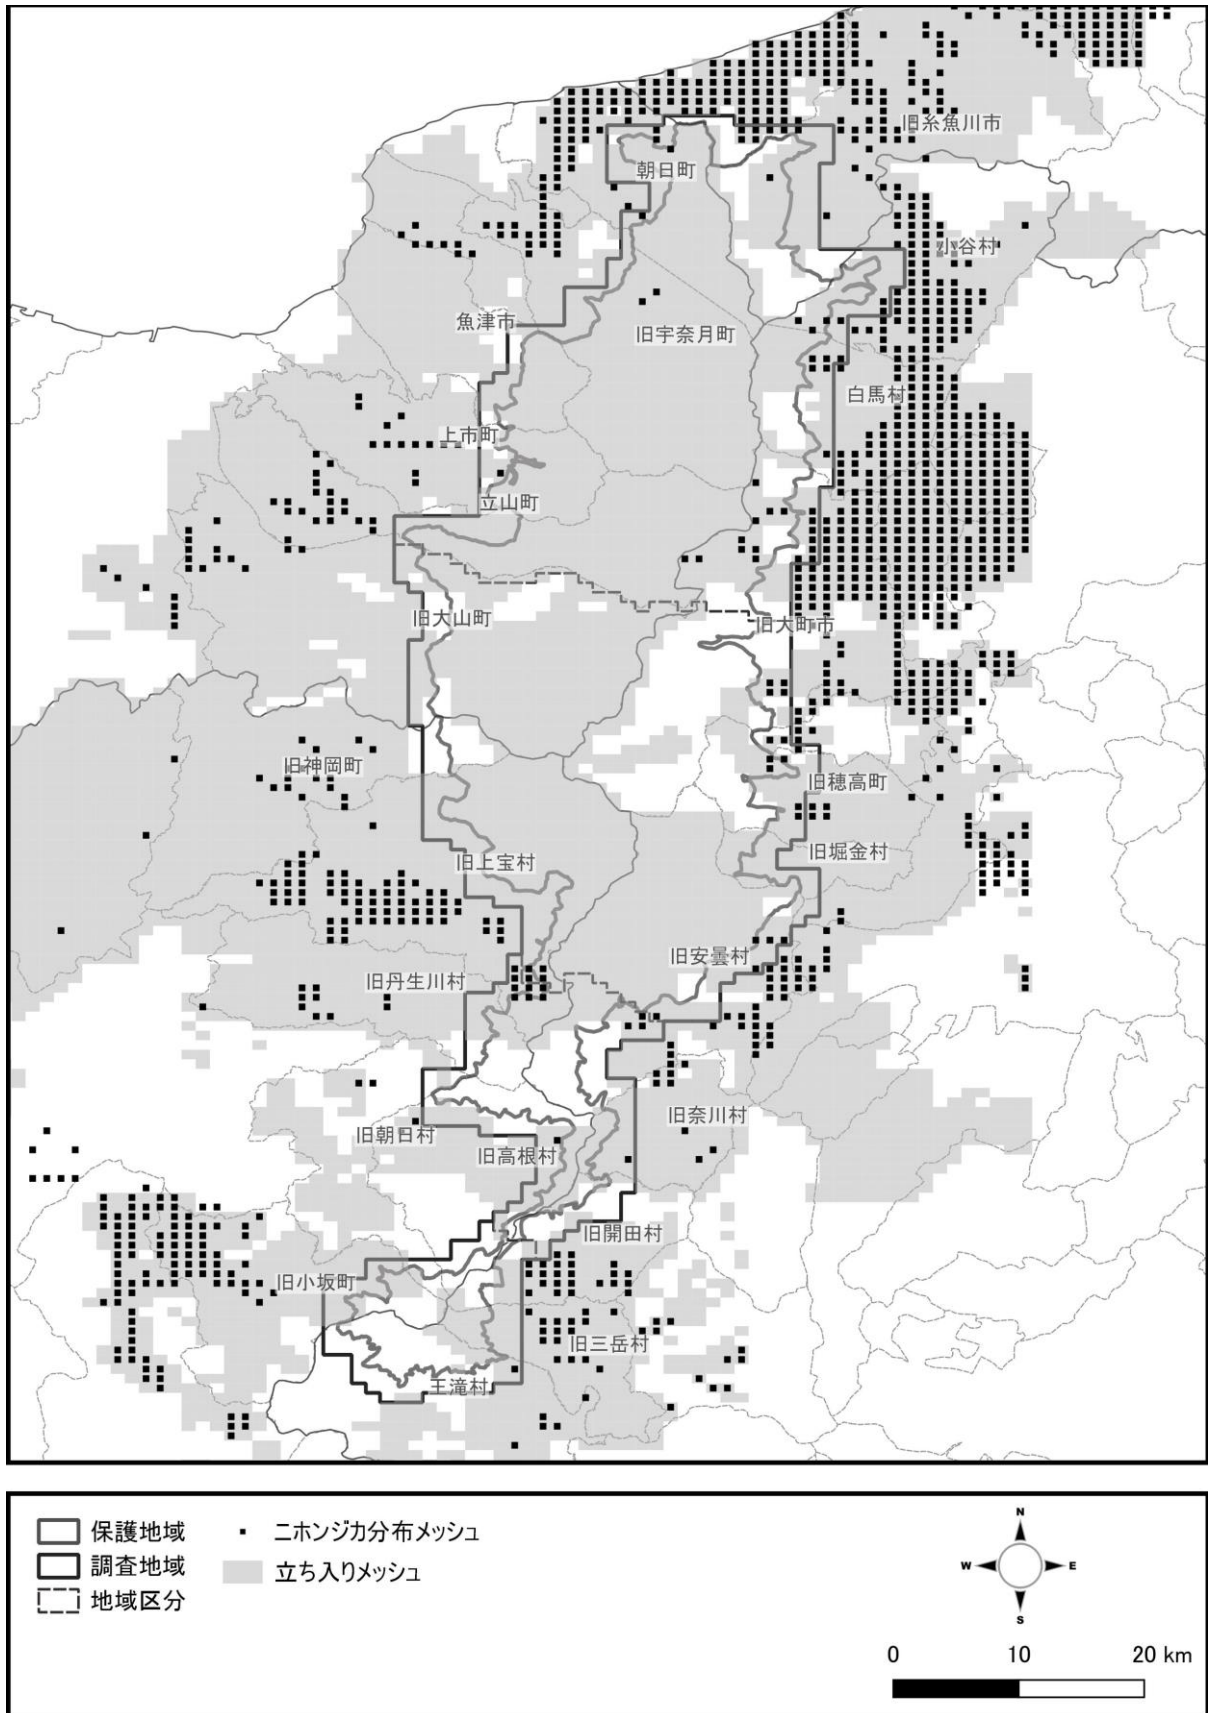 旧糸魚川市
朝日町
小谷村
魚津市
旧宇奈月町
白馬村
上市町
立山町
旧大山町
旧大町市
旧神岡町
旧穂高町
旧上宝村
旧堀金村
旧安曇村
旧丹生川村
旧朝日村
旧高根村
旧奈川村
旧開田村
旧小坂町
旧三岳村
王滝村
保護地域
調査地域
地域区分
ニホンジカ分布メッシュ
立ち入りメッシュ
N
W
E
S
0 10 20 km